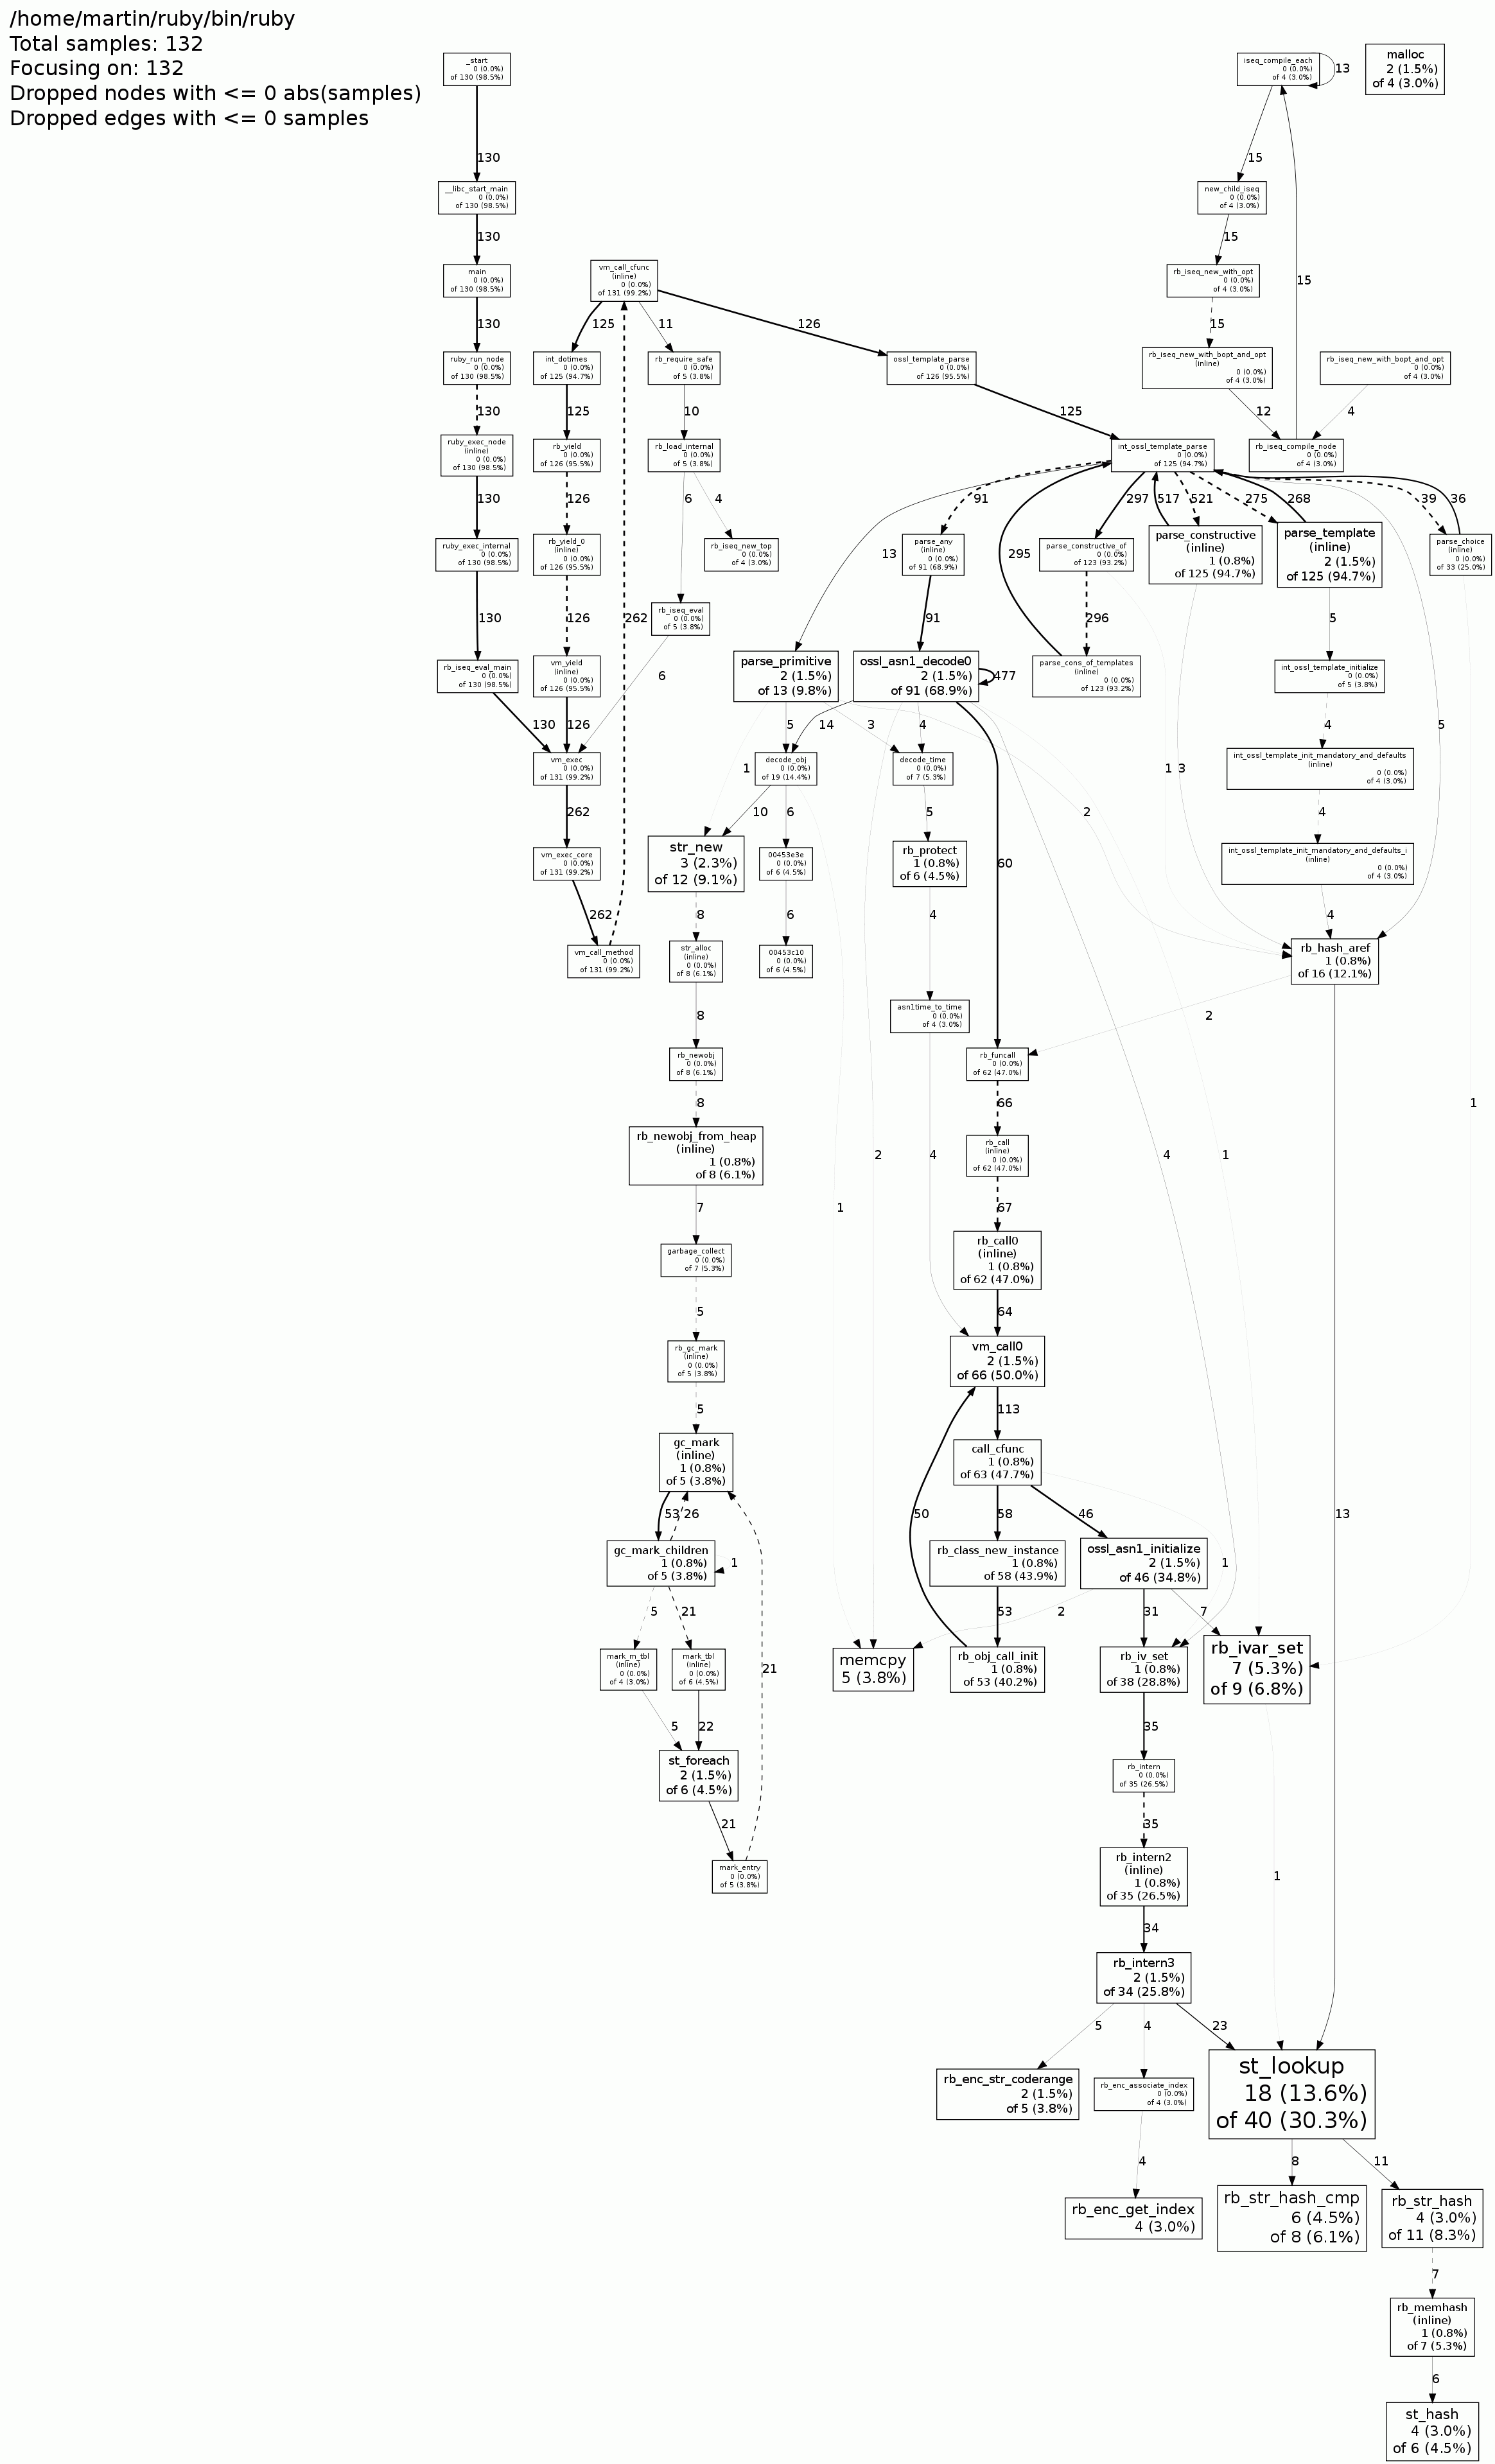 /home/martin/ruby/bin/ruby
Total samples: 132
Focusing on: 132
Dropped nodes with <= 0 abs(samples)
Dropped edges with <= 0 samples
_start
0 (0.0%)
of 130 (98.5%)
iseq_compile_each
0 (0.0%)
of 4 (3.0%)
13
malloc
2 (1.5%)
of 4 (3.0%)
130
15
__libc_start_main
0 (0.0%)
of 130 (98.5%)
new_child_iseq
0 (0.0%)
of 4 (3.0%)
130
15
main
0 (0.0%)
of 130 (98.5%)
vm_call_cfunc
(inline)
0 (0.0%)
of 131 (99.2%)
rb_iseq_new_with_opt
0 (0.0%)
of 4 (3.0%)
15
130
125
11
126
15
ruby_run_node
0 (0.0%)
of 130 (98.5%)
int_dotimes
0 (0.0%)
of 125 (94.7%)
rb_require_safe
0 (0.0%)
of 5 (3.8%)
ossl_template_parse
0 (0.0%)
of 126 (95.5%)
rb_iseq_new_with_bopt_and_opt
(inline)
0 (0.0%)
of 4 (3.0%)
rb_iseq_new_with_bopt_and_opt
0 (0.0%)
of 4 (3.0%)
130
125
10
125
12
4
ruby_exec_node
(inline)
0 (0.0%)
of 130 (98.5%)
rb_yield
0 (0.0%)
of 126 (95.5%)
rb_load_internal
0 (0.0%)
of 5 (3.8%)
int_ossl_template_parse
0 (0.0%)
of 125 (94.7%)
rb_iseq_compile_node
0 (0.0%)
of 4 (3.0%)
130
126
6
4
91
297
517
521
275
268
39
36
ruby_exec_internal
0 (0.0%)
of 130 (98.5%)
rb_yield_0
(inline)
0 (0.0%)
of 126 (95.5%)
rb_iseq_new_top
0 (0.0%)
of 4 (3.0%)
13
parse_any
(inline)
0 (0.0%)
of 91 (68.9%)
295
parse_constructive_of
0 (0.0%)
of 123 (93.2%)
parse_constructive
(inline)
1 (0.8%)
of 125 (94.7%)
parse_template
(inline)
2 (1.5%)
of 125 (94.7%)
parse_choice
(inline)
0 (0.0%)
of 33 (25.0%)
130
126
262
rb_iseq_eval
0 (0.0%)
of 5 (3.8%)
91
296
5
rb_iseq_eval_main
0 (0.0%)
of 130 (98.5%)
vm_yield
(inline)
0 (0.0%)
of 126 (95.5%)
6
parse_primitive
2 (1.5%)
of 13 (9.8%)
ossl_asn1_decode0
2 (1.5%)
of 91 (68.9%)
477
parse_cons_of_templates
(inline)
0 (0.0%)
of 123 (93.2%)
int_ossl_template_initialize
0 (0.0%)
of 5 (3.8%)
130
126
5
14
3
4
4
5
vm_exec
0 (0.0%)
of 131 (99.2%)
1
decode_obj
0 (0.0%)
of 19 (14.4%)
decode_time
0 (0.0%)
of 7 (5.3%)
1
3
int_ossl_template_init_mandatory_and_defaults
(inline)
0 (0.0%)
of 4 (3.0%)
262
10
6
5
2
4
vm_exec_core
0 (0.0%)
of 131 (99.2%)
str_new
3 (2.3%)
of 12 (9.1%)
00453e3e
0 (0.0%)
of 6 (4.5%)
rb_protect
1 (0.8%)
of 6 (4.5%)
60
int_ossl_template_init_mandatory_and_defaults_i
(inline)
0 (0.0%)
of 4 (3.0%)
262
8
6
4
4
vm_call_method
0 (0.0%)
of 131 (99.2%)
str_alloc
(inline)
0 (0.0%)
of 8 (6.1%)
00453c10
0 (0.0%)
of 6 (4.5%)
rb_hash_aref
1 (0.8%)
of 16 (12.1%)
8
asn1time_to_time
0 (0.0%)
of 4 (3.0%)
2
rb_newobj
0 (0.0%)
of 8 (6.1%)
rb_funcall
0 (0.0%)
of 62 (47.0%)
8
66
1
rb_newobj_from_heap
(inline)
1 (0.8%)
of 8 (6.1%)
2
4
rb_call
(inline)
0 (0.0%)
of 62 (47.0%)
4
1
7
1
67
garbage_collect
0 (0.0%)
of 7 (5.3%)
rb_call0
(inline)
1 (0.8%)
of 62 (47.0%)
5
64
rb_gc_mark
(inline)
0 (0.0%)
of 5 (3.8%)
vm_call0
2 (1.5%)
of 66 (50.0%)
5
113
gc_mark
(inline)
1 (0.8%)
of 5 (3.8%)
call_cfunc
1 (0.8%)
of 63 (47.7%)
53
26
50
58
46
13
gc_mark_children
1 (0.8%)
of 5 (3.8%)
1
rb_class_new_instance
1 (0.8%)
of 58 (43.9%)
ossl_asn1_initialize
2 (1.5%)
of 46 (34.8%)
1
5
21
53
2
31
7
mark_m_tbl
(inline)
0 (0.0%)
of 4 (3.0%)
mark_tbl
(inline)
0 (0.0%)
of 6 (4.5%)
21
memcpy
5 (3.8%)
rb_obj_call_init
1 (0.8%)
of 53 (40.2%)
rb_iv_set
1 (0.8%)
of 38 (28.8%)
rb_ivar_set
7 (5.3%)
of 9 (6.8%)
5
22
35
st_foreach
2 (1.5%)
of 6 (4.5%)
rb_intern
0 (0.0%)
of 35 (26.5%)
21
35
mark_entry
0 (0.0%)
of 5 (3.8%)
rb_intern2
(inline)
1 (0.8%)
of 35 (26.5%)
1
34
rb_intern3
2 (1.5%)
of 34 (25.8%)
5
4
23
rb_enc_str_coderange
2 (1.5%)
of 5 (3.8%)
rb_enc_associate_index
0 (0.0%)
of 4 (3.0%)
st_lookup
18 (13.6%)
of 40 (30.3%)
4
8
11
rb_enc_get_index
4 (3.0%)
rb_str_hash_cmp
6 (4.5%)
of 8 (6.1%)
rb_str_hash
4 (3.0%)
of 11 (8.3%)
7
rb_memhash
(inline)
1 (0.8%)
of 7 (5.3%)
6
st_hash
4 (3.0%)
of 6 (4.5%)